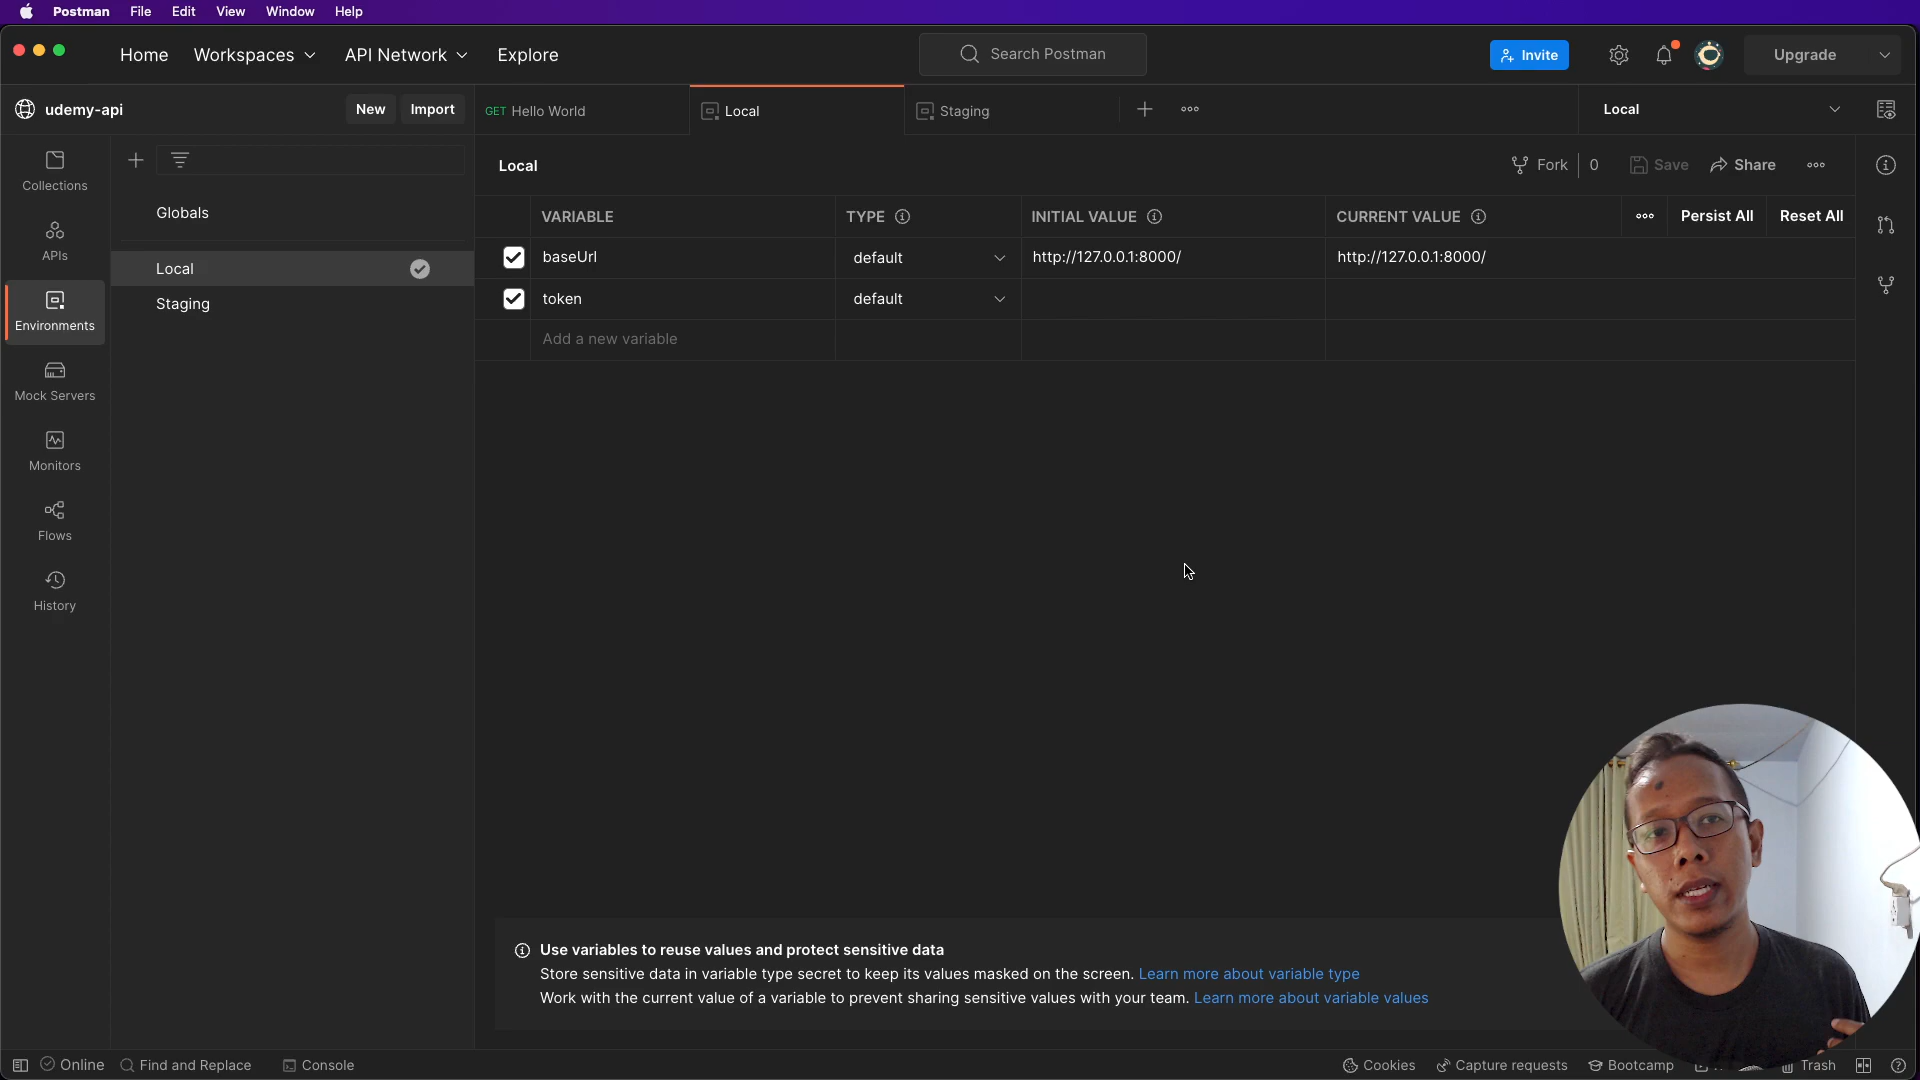 Postman File Edit View Window Help
Home Workspaces API Network Explore Search Postman Invite Upgrade
udemy-api New Import GET Hello World Local Staging Local
Collections
APIs
Environments
Mock Servers
Monitors
Flows
History
Globals
Local
Staging
Local Fork 0 Save Share
VARIABLE TYPE INITIAL VALUE CURRENT VALUE Persist All Reset All
baseUrl default http://127.0.0.1:8000/ http://127.0.0.1:8000/
token default
Add a new variable
Use variables to reuse values and protect sensitive data
Store sensitive data in variable type secret to keep its values masked on the screen. Learn more about variable type
Work with the current value of a variable to prevent sharing sensitive values with your team. Learn more about variable values
Online Find and Replace Console Cookies Capture requests Bootcamp Trash